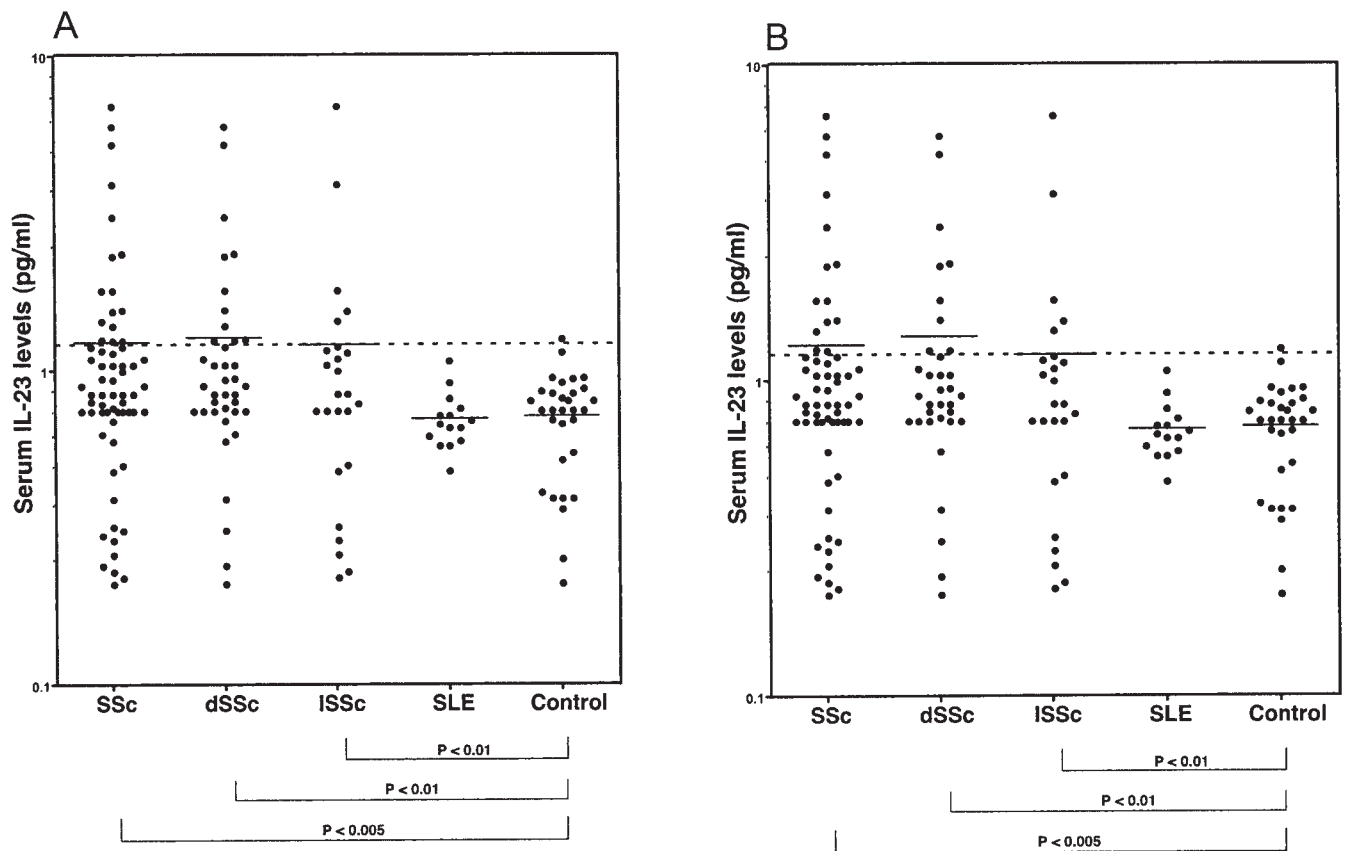 A
10
Serum IL-23 levels (pg/ml)
1
0.1
SSc dSSc lSSc SLE Control
P < 0.01
P < 0.01
P < 0.005
B
10
Serum IL-23 levels (pg/ml)
1
0.1
SSc dSSc lSSc SLE Control
P < 0.01
P < 0.01
P < 0.005